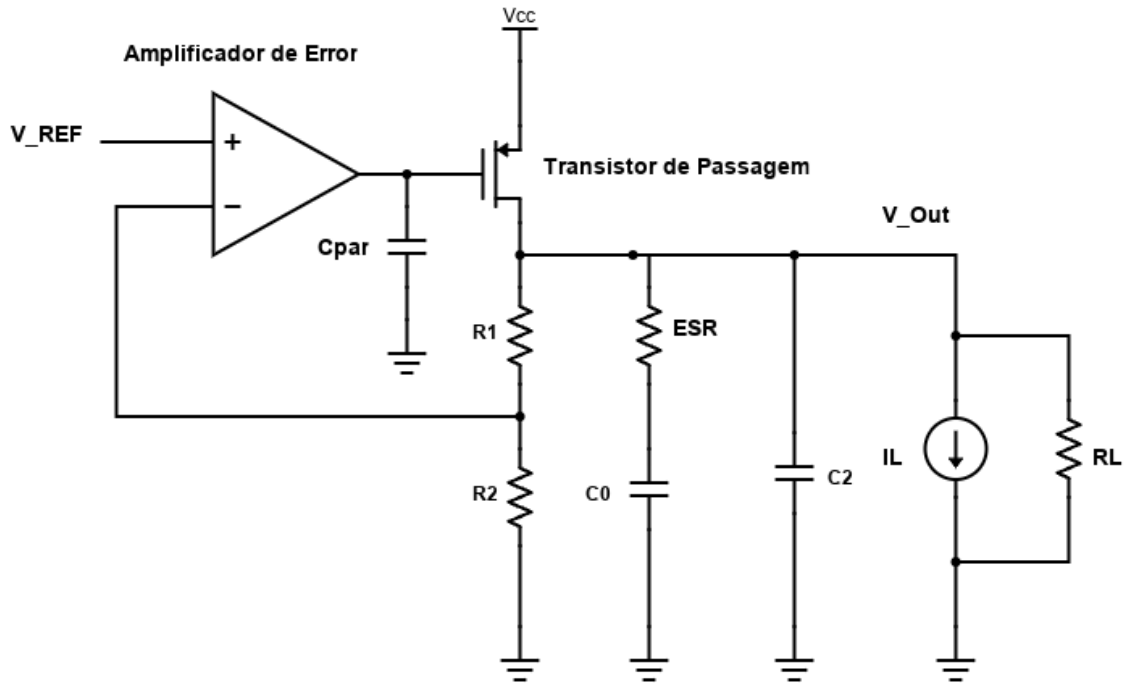 Vcc
Amplificador de Error
V_REF
+
Transistor de Passagem
−
V_Out
Cpar
R1
ESR
IL
RL
R2
C0
C2